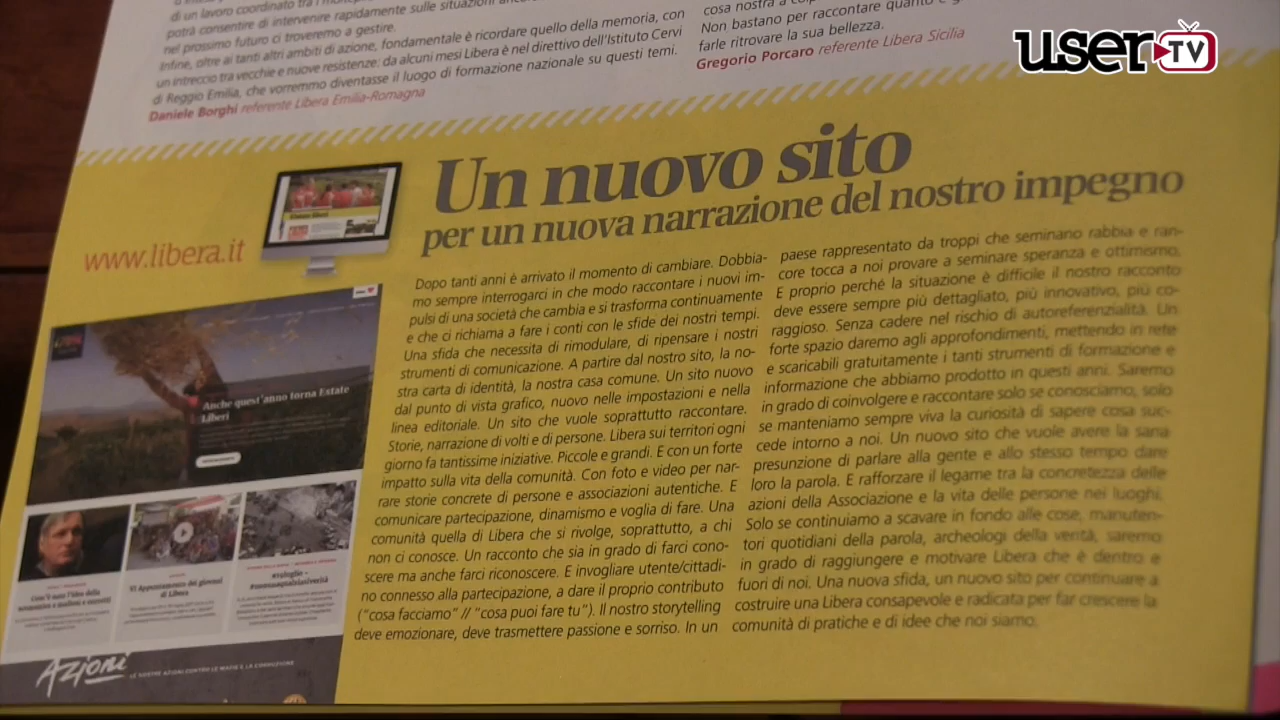 di un lavoro coordinato tra i
potrà consentire di intervenire rapidamente sulle situazioni
nel prossimo futuro ci troveremo a gestire.
Infine, oltre ai tanti altri ambiti di azione, fondamentale è ricordare quello della memoria, con
un intreccio tra vecchie e nuove resistenze: da alcuni mesi Libera è nel direttivo dell'Istituto Cervi
di Reggio Emilia, che vorremmo diventasse il luogo di formazione nazionale su questi temi.
Daniele Borghi referente Libera Emilia-Romagna
cosa nostra a
Non bastano per raccontare quanto è
farle ritrovare la sua bellezza.
Gregorio Porcaro referente Libera Sicilia
user TV
www.libera.it
Un nuovo sito
per un nuova narrazione del nostro impegno
Dopo tanti anni è arrivato il momento di cambiare. Dobbia-
mo sempre interrogarci in che modo raccontare i nuovi im-
pulsi di una società che cambia e si trasforma continuamente
e che ci richiama a fare i conti con le sfide dei nostri tempi.
Una sfida che necessita di rimodulare, di ripensare i nostri
strumenti di comunicazione. A partire dal nostro sito, la no-
stra carta di identità, la nostra casa comune. Un sito nuovo
dal punto di vista grafico, nuovo nelle impostazioni e nella
linea editoriale. Un sito che vuole soprattutto raccontare.
Storie, narrazione di volti e di persone. Libera sui territori ogni
giorno fa tantissime iniziative. Piccole e grandi. E con un forte
impatto sulla vita della comunità. Con foto e video per nar-
rare storie concrete di persone e associazioni autentiche. E
comunicare partecipazione, dinamismo e voglia di fare. Una
comunità quella di Libera che si rivolge, soprattutto, a chi
non ci conosce. Un racconto che sia in grado di farci cono-
scere ma anche farci riconoscere. E invogliare utente/cittadi-
no connesso alla partecipazione, a dare il proprio contributo
("cosa facciamo" // "cosa puoi fare tu"). Il nostro storytelling
deve emozionare, deve trasmettere passione e sorriso. In un
paese rappresentato da troppi che seminano rabbia e ran-
core tocca a noi provare a seminare speranza e ottimismo.
E proprio perché la situazione è difficile il nostro racconto
deve essere sempre più dettagliato, più innovativo, più co-
raggioso. Senza cadere nel rischio di autoreferenzialità. Un
forte spazio daremo agli approfondimenti, mettendo in rete
e scaricabili gratuitamente i tanti strumenti di formazione e
informazione che abbiamo prodotto in questi anni. Saremo
in grado di coinvolgere e raccontare solo se conosciamo, solo
se manteniamo sempre viva la curiosità di sapere cosa suc-
cede intorno a noi. Un nuovo sito che vuole avere la sana
presunzione di parlare alla gente e allo stesso tempo dare
loro la parola. E rafforzare il legame tra la concretezza delle
azioni della Associazione e la vita delle persone nei luoghi.
Solo se continuiamo a scavare in fondo alle cose, manuten-
tori quotidiani della parola, archeologi della verità, saremo
in grado di raggiungere e motivare Libera che è dentro e
fuori di noi. Una nuova sfida, un nuovo sito per continuare a
costruire una Libera consapevole e radicata per far crescere la
comunità di pratiche e di idee che noi siamo.
Anche quest'anno torna Estate
Liberi
VI Appuntamento dei giovani
di Libera
Azioni
LE NOSTRE AZIONI CONTRO LE MAFIE E LA CORRUZIONE